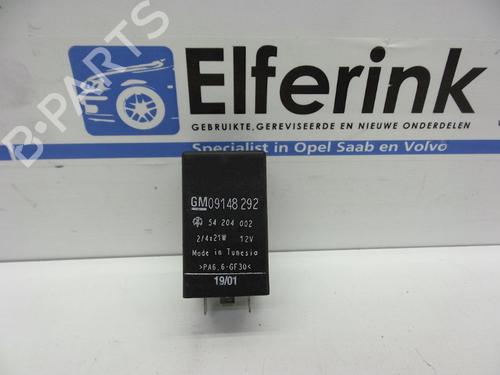 B-PARTS
Elferink
GEBRUIKTE, GEREVISEERDE EN NIEUWE ONDERDELEN
Specialist in Opel Saab en Volvo
GM 09148 292
54 204 002
2/4x21W 12V
Made in Tunesia
>PA6.6-GF30<
19/01